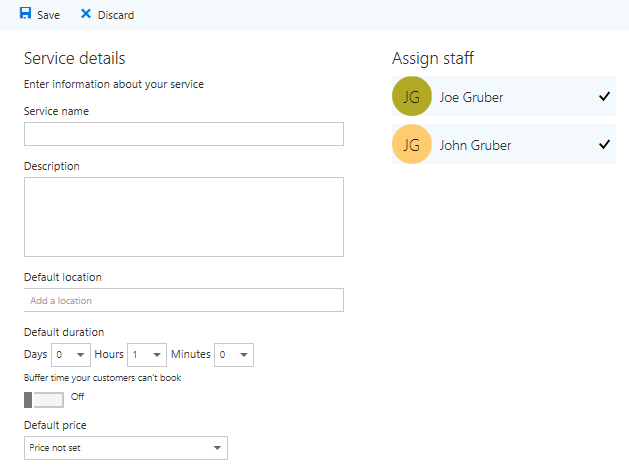 Save Discard
Service details
Enter information about your service
Service name
Description
Default location
Add a location
Default duration
Days 0 Hours 1 Minutes 0
Buffer time your customers can't book
Off
Default price
Price not set
Assign staff
JG Joe Gruber
JG John Gruber